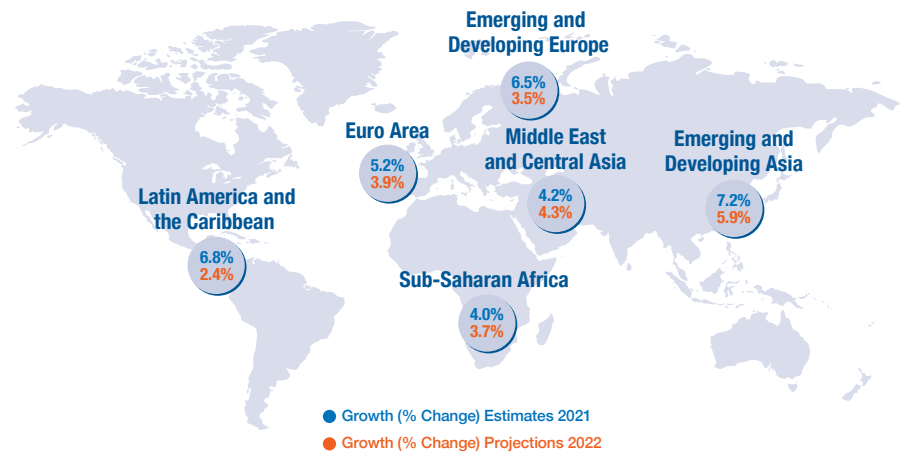 Emerging and
Developing Europe
6.5%
3.5%
Euro Area
5.2%
3.9%
Middle East
and Central Asia
4.2%
4.3%
Emerging and
Developing Asia
7.2%
5.9%
Latin America and
the Caribbean
6.8%
2.4%
Sub-Saharan Africa
4.0%
3.7%
Growth (% Change) Estimates 2021
Growth (% Change) Projections 2022